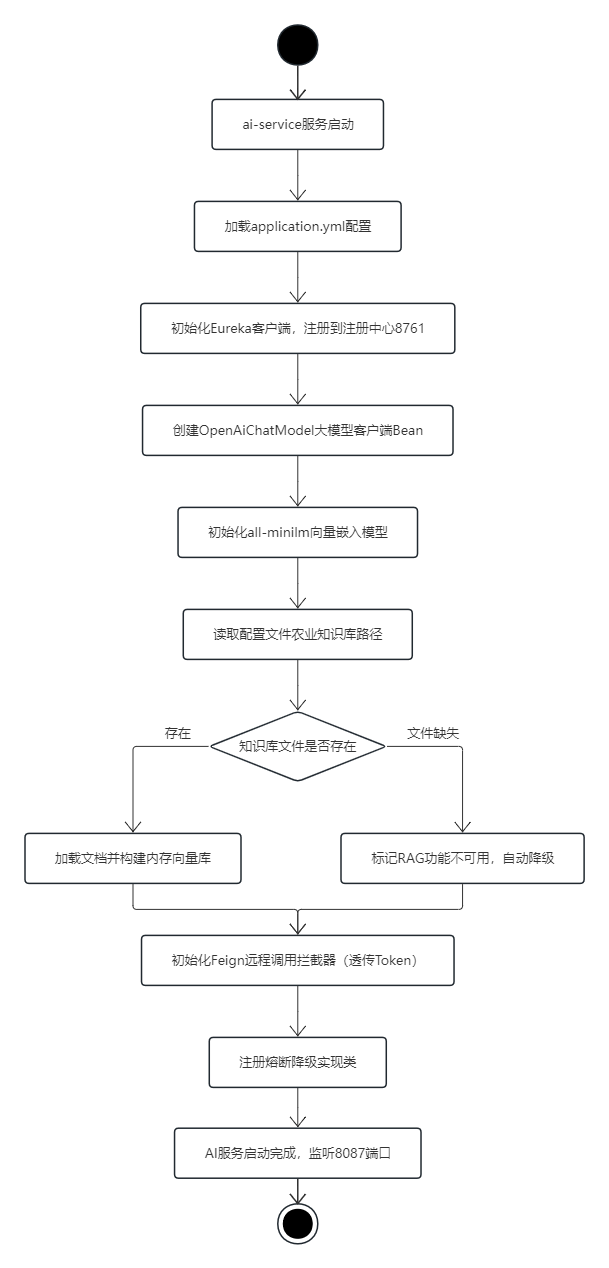 ai-service服务启动
加载application.yml配置
初始化Eureka客户端，注册到注册中心8761
创建OpenAiChatModel大模型客户端Bean
初始化all-minilm向量嵌入模型
读取配置文件农业知识库路径
知识库文件是否存在
存在
文件缺失
加载文档并构建内存向量库
标记RAG功能不可用，自动降级
初始化Feign远程调用拦截器（透传Token）
注册熔断降级实现类
AI服务启动完成，监听8087端口